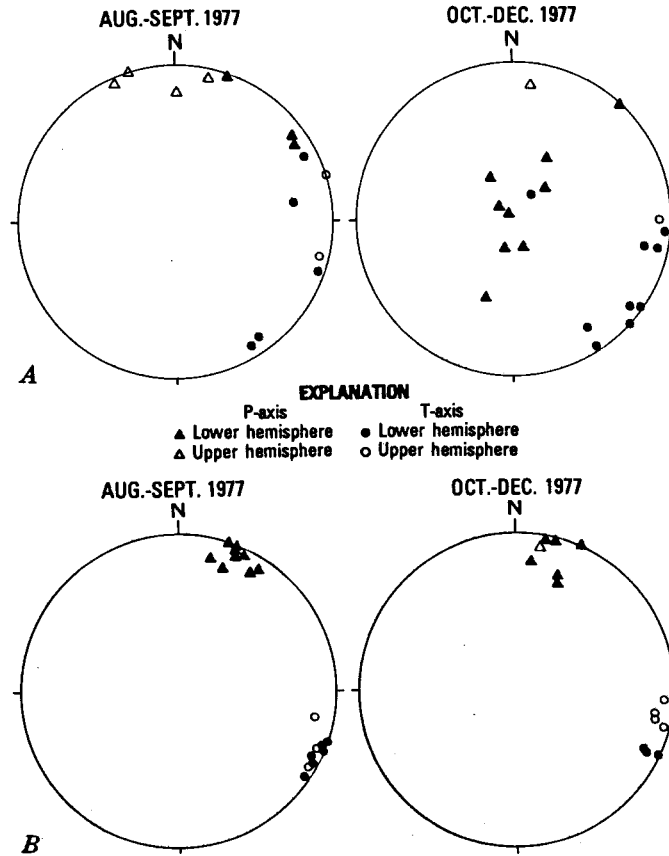 AUG.-SEPT. 1977
OCT.-DEC. 1977
N
N
A
EXPLANATION
P-axis
T-axis
▲ Lower hemisphere
● Lower hemisphere
△ Upper hemisphere
○ Upper hemisphere
AUG.-SEPT. 1977
OCT.-DEC. 1977
N
N
B